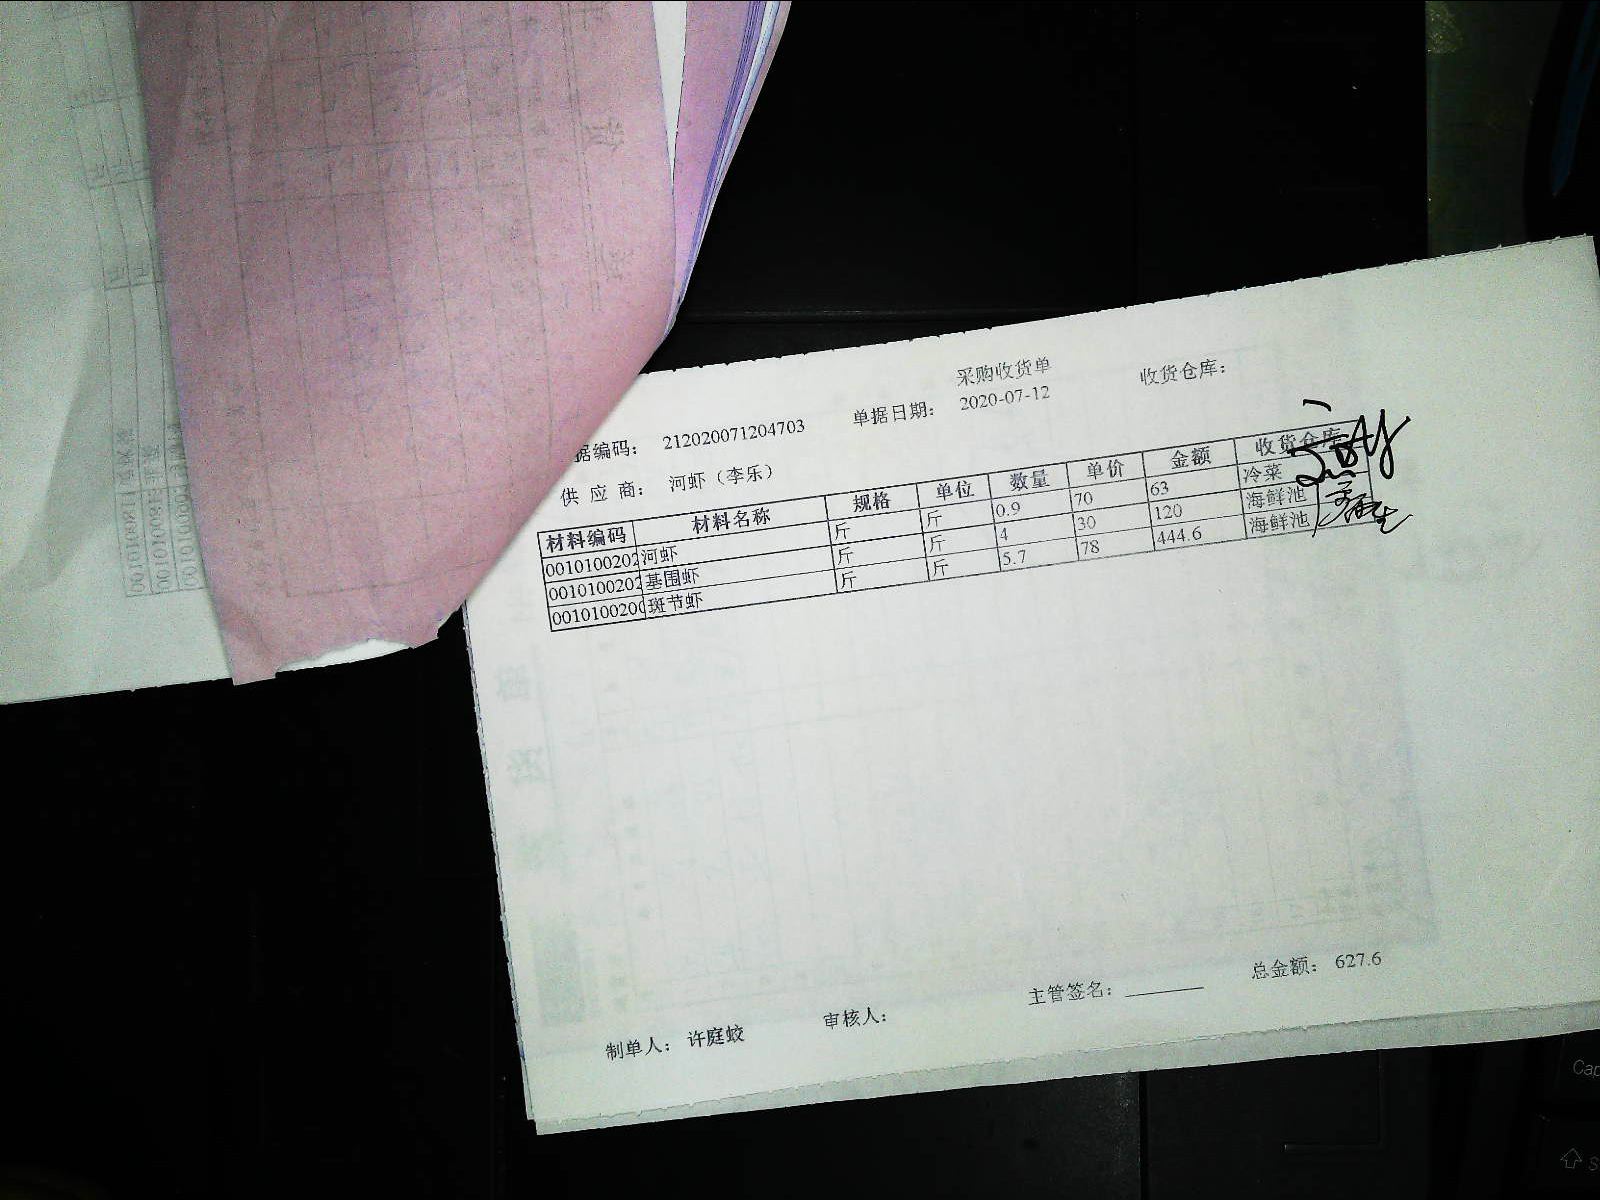 采购收货单
据编码： 212020071204703 单据日期： 2020-07-12 收货仓库：
供 应 商： 河虾（李乐）
材料编码 材料名称 规格 单位 数量 单价 金额 收货仓库
0010100202 河虾 斤 斤 0.9 70 63 冷菜
0010100202 基围虾 斤 斤 4 30 120 海鲜池
001010020 斑节虾 斤 斤 5.7 78 444.6 海鲜池
制单人： 许庭蛟 审核人： 主管签名： 总金额： 627.6